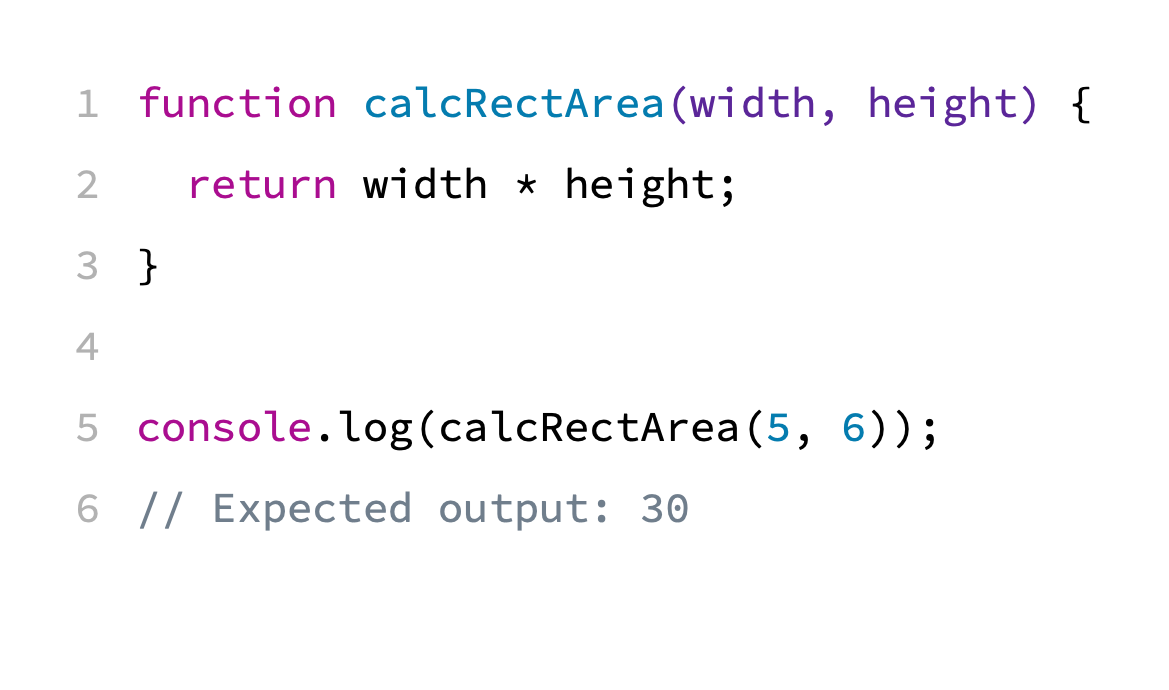 1 function calcRectArea(width, height) {
2   return width * height;
3 }
4
5 console.log(calcRectArea(5, 6));
6 // Expected output: 30